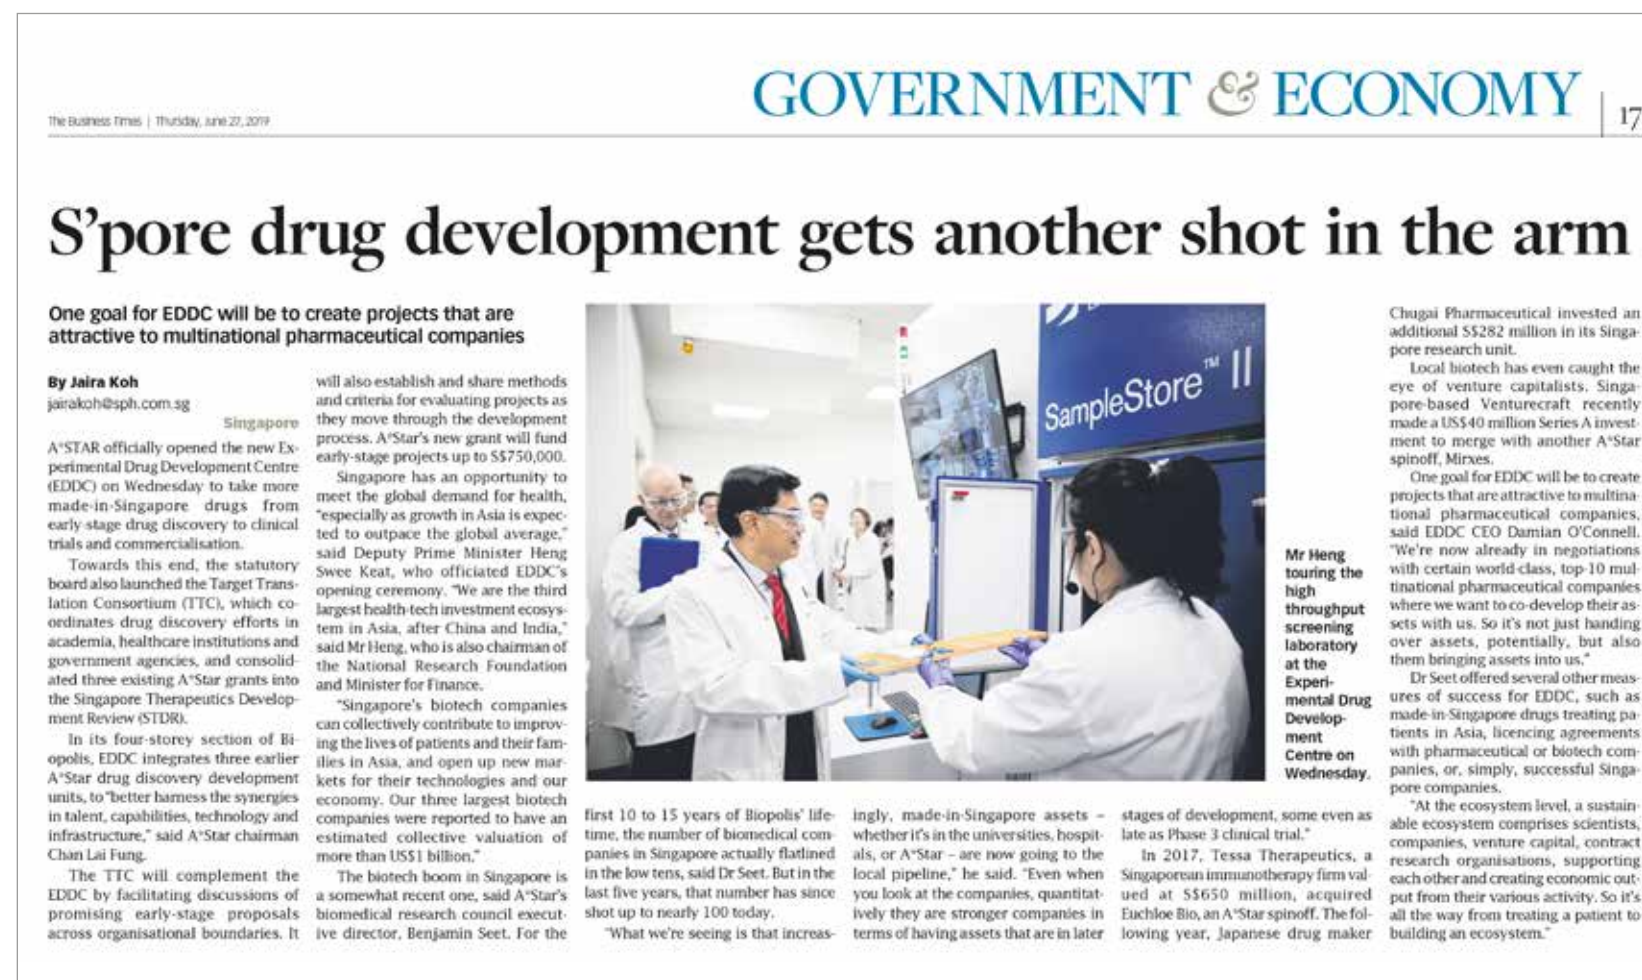 The Business Times | Thursday, June 27, 2019
GOVERNMENT & ECONOMY
17
S'pore drug development gets another shot in the arm
One goal for EDDC will be to create projects that are
attractive to multinational pharmaceutical companies
By Jaira Koh
jairakoh@sph.com.sg
Singapore
A*STAR officially opened the new Ex-
perimental Drug Development Centre
(EDDC) on Wednesday to take more
made-in-Singapore drugs from
early-stage drug discovery to clinical
trials and commercialisation.
Towards this end, the statutory
board also launched the Target Trans-
lation Consortium (TTC), which co-
ordinates drug discovery efforts in
academia, healthcare institutions and
government agencies, and consolid-
ated three existing A*Star grants into
the Singapore Therapeutics Develop-
ment Review (STDR).
In its four-storey section of Bi-
opolis, EDDC integrates three earlier
A*Star drug discovery development
units, to "better harness the synergies
in talent, capabilities, technology and
infrastructure," said A*Star chairman
Chan Lai Fung.
The TTC will complement the
EDDC by facilitating discussions of
promising early-stage proposals
across organisational boundaries. It
will also establish and share methods
and criteria for evaluating projects as
they move through the development
process. A*Star's new grant will fund
early-stage projects up to S$750,000.
Singapore has an opportunity to
meet the global demand for health,
"especially as growth in Asia is expec-
ted to outpace the global average,"
said Deputy Prime Minister Heng
Swee Keat, who officiated EDDC's
opening ceremony. "We are the third
largest health-tech investment ecosys-
tem in Asia, after China and India,"
said Mr Heng, who is also chairman of
the National Research Foundation
and Minister for Finance.
"Singapore's biotech companies
can collectively contribute to improv-
ing the lives of patients and their fam-
ilies in Asia, and open up new mar-
kets for their technologies and our
economy. Our three largest biotech
companies were reported to have an
estimated collective valuation of
more than US$1 billion."
The biotech boom in Singapore is
a somewhat recent one, said A*Star's
biomedical research council execut-
ive director, Benjamin Seet. For the
SampleStore™ II
Mr Heng
touring the
high
throughput
screening
laboratory
at the
Experi-
mental Drug
Develop-
ment
Centre on
Wednesday.
first 10 to 15 years of Biopolis' life-
time, the number of biomedical com-
panies in Singapore actually flatlined
in the low tens, said Dr Seet. But in the
last five years, that number has since
shot up to nearly 100 today.
"What we're seeing is that increas-
ingly, made-in-Singapore assets –
whether it's in the universities, hospit-
als, or A*Star – are now going to the
local pipeline," he said. "Even when
you look at the companies, quantitat-
ively they are stronger companies in
terms of having assets that are in later
stages of development, some even as
late as Phase 3 clinical trial."
In 2017, Tessa Therapeutics, a
Singaporean immunotherapy firm val-
ued at S$650 million, acquired
Euchloe Bio, an A*Star spinoff. The fol-
lowing year, Japanese drug maker
Chugai Pharmaceutical invested an
additional S$282 million in its Singa-
pore research unit.
Local biotech has even caught the
eye of venture capitalists. Singa-
pore-based Venturecraft recently
made a US$40 million Series A invest-
ment to merge with another A*Star
spinoff, Mirxes.
One goal for EDDC will be to create
projects that are attractive to multina-
tional pharmaceutical companies,
said EDDC CEO Damian O'Connell.
"We're now already in negotiations
with certain world-class, top-10 mul-
tinational pharmaceutical companies
where we want to co-develop their as-
sets with us. So it's not just handing
over assets, potentially, but also
them bringing assets into us."
Dr Seet offered several other meas-
ures of success for EDDC, such as
made-in-Singapore drugs treating pa-
tients in Asia, licencing agreements
with pharmaceutical or biotech com-
panies, or, simply, successful Singa-
pore companies.
"At the ecosystem level, a sustain-
able ecosystem comprises scientists,
companies, venture capital, contract
research organisations, supporting
each other and creating economic out-
put from their various activity. So it's
all the way from treating a patient to
building an ecosystem."